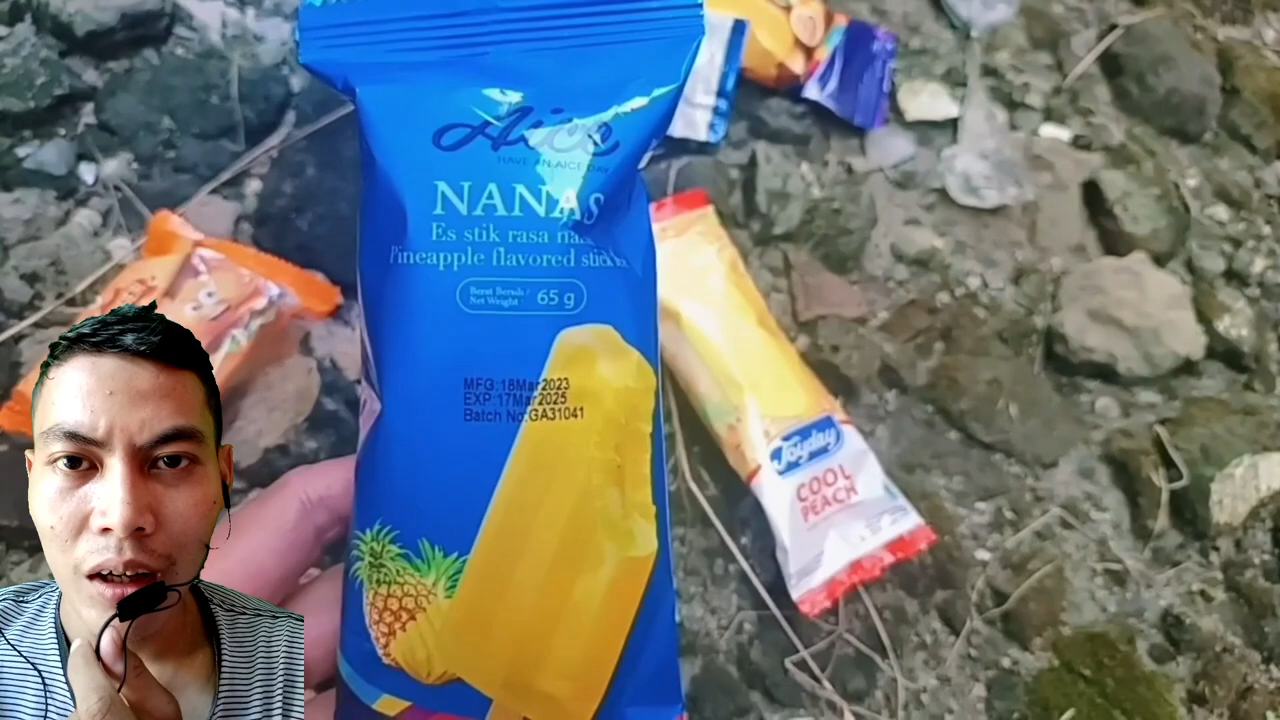 Aice
HAVE AN AICE DAY
NANAS
Es stik rasa
Pineapple flavored stick
Berat Bersih /
Net Weight : 65 g
MFG:18Mar2023
EXP:17Mar2025
Batch No:GA31041
Joyday
COOL
PEACH